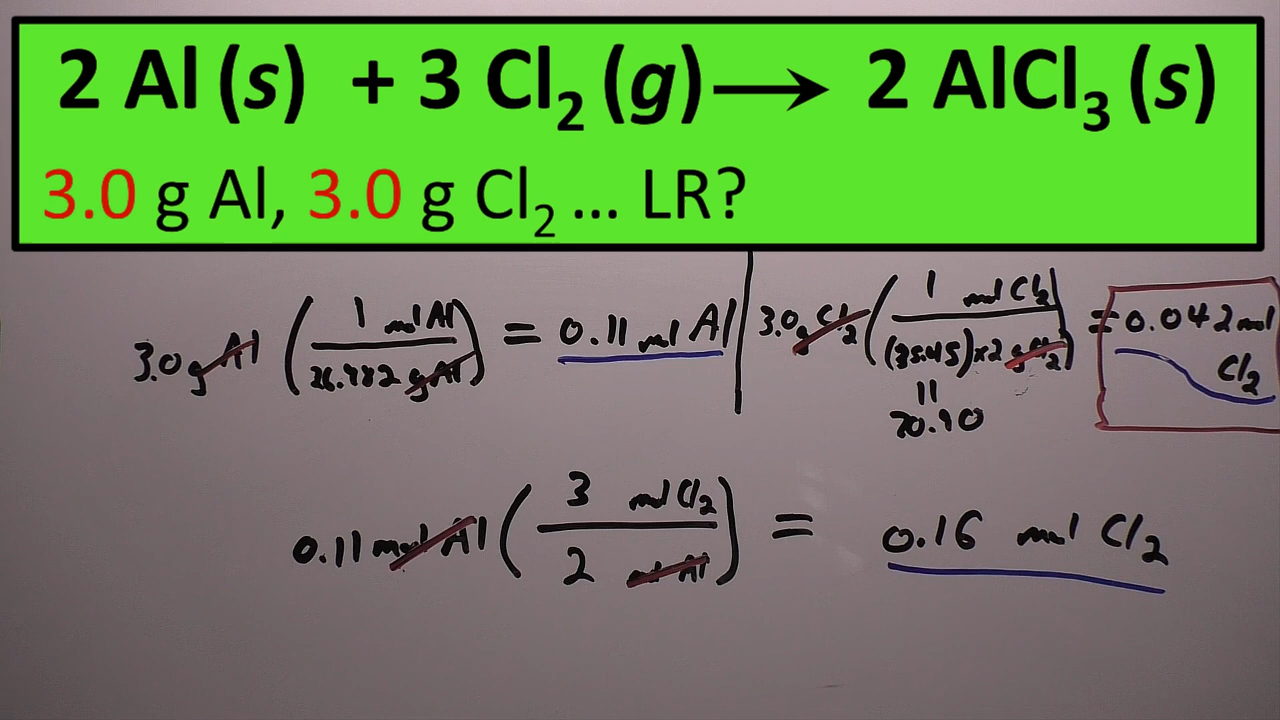 2 Al (s) + 3 Cl₂ (g) → 2 AlCl₃ (s)
3.0 g Al, 3.0 g Cl₂ ... LR?
3.0 g Al ( 1 mol Al / 26.982 g Al ) = 0.11 mol Al
3.0 g Cl₂ ( 1 mol Cl₂ / (35.45)x2 g Cl₂ ) = 0.042 mol Cl₂
||
70.90
0.11 mol Al ( 3 mol Cl₂ / 2 mol Al ) = 0.16 mol Cl₂